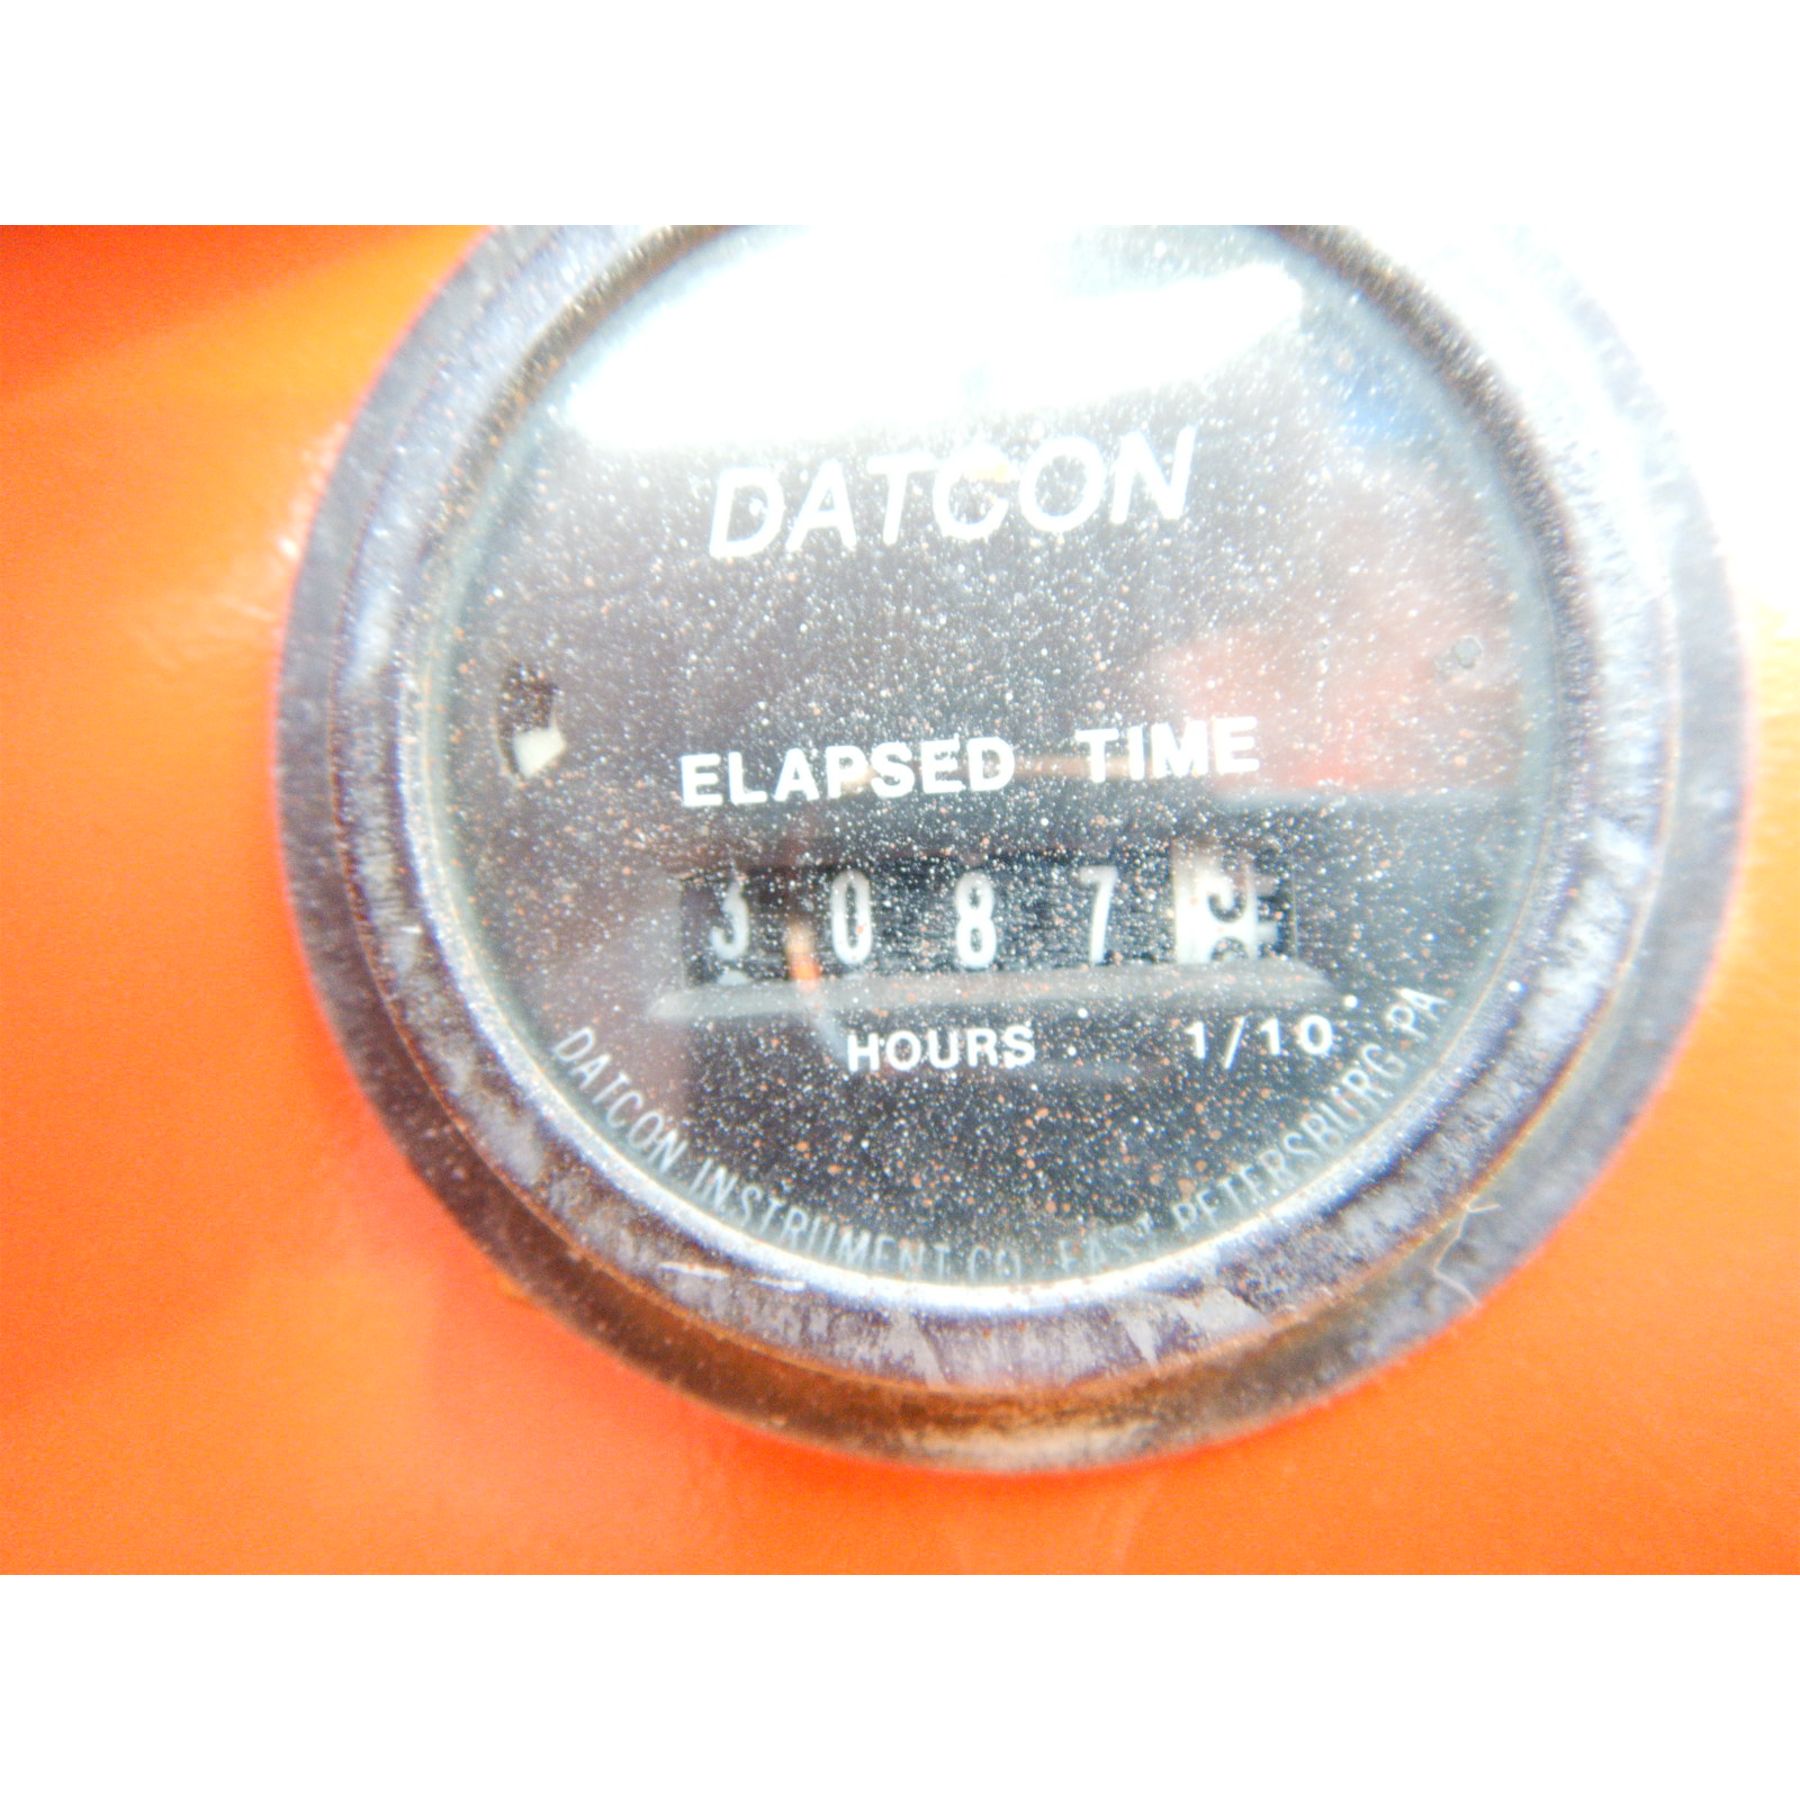 DATCON
ELAPSED TIME
3087
HOURS 1/10
DATCON INSTRUMENT CO. EAST PETERSBURG PA